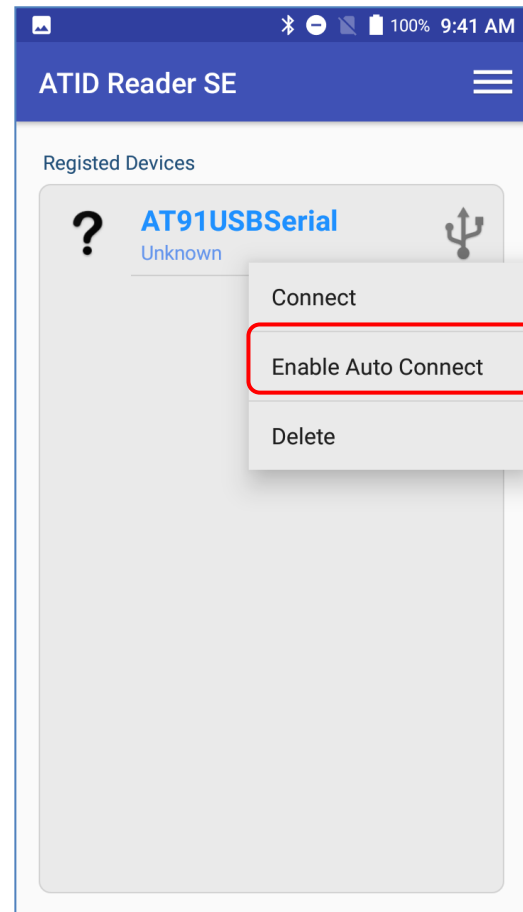 100% 9:41 AM
ATID Reader SE
Registed Devices
? AT91USBSerial
Unknown
Connect
Enable Auto Connect
Delete